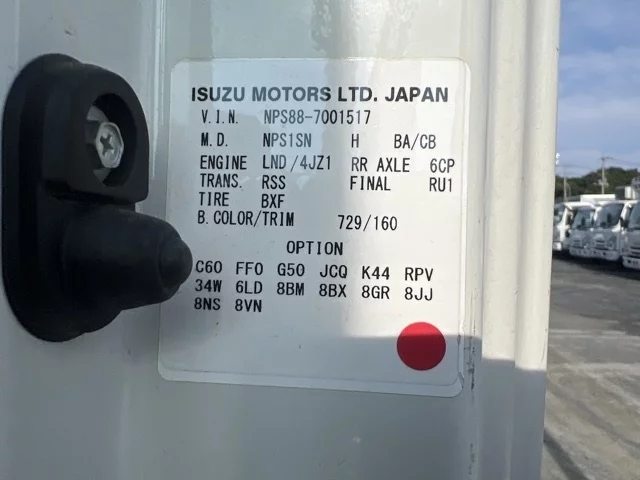 ISUZU MOTORS LTD. JAPAN
V.I.N. NPS88-7001517
M.D. NPS1SN H BA/CB
ENGINE LND/4JZ1 RR AXLE 6CP
TRANS. RSS FINAL RU1
TIRE BXF
B.COLOR/TRIM 729/160
OPTION
C60 FF0 G50 JCQ K44 RPV
34W 6LD 8BM 8BX 8GR 8JJ
8NS 8VN